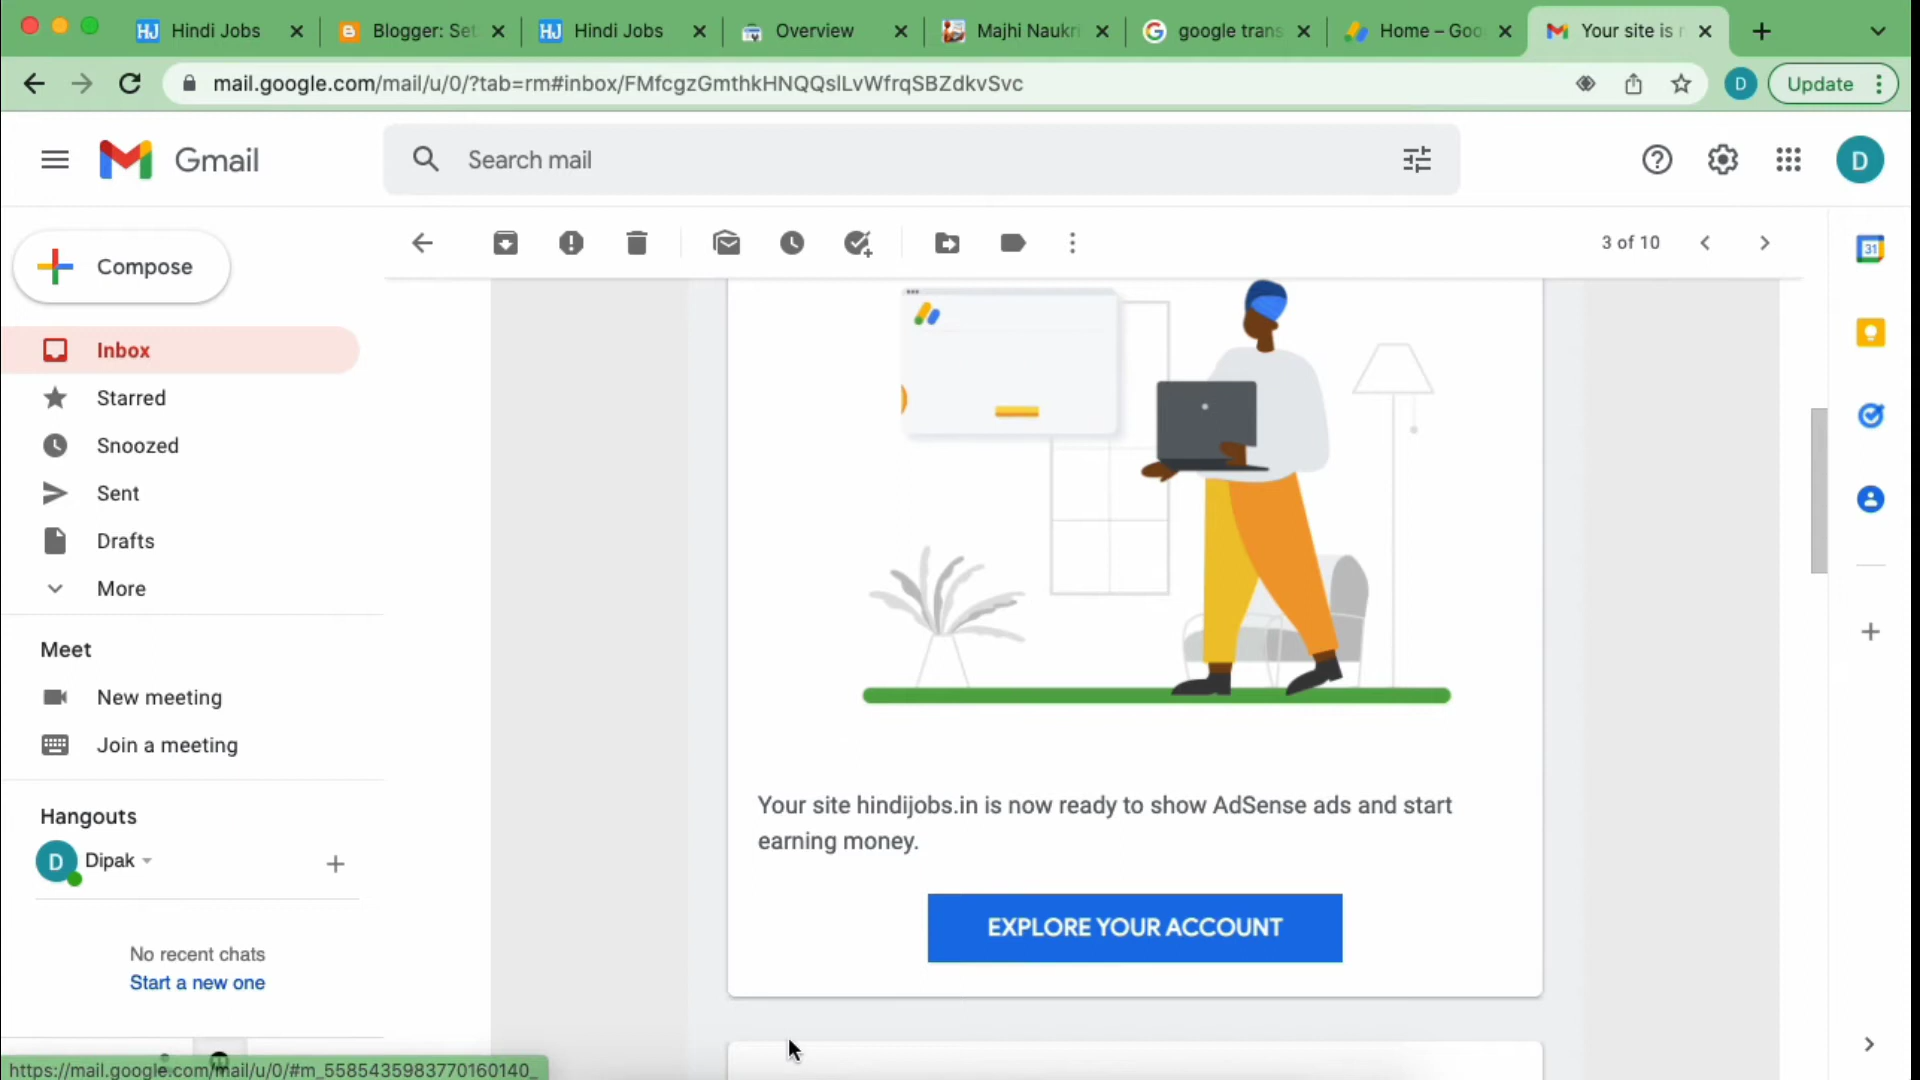 Hindi Jobs
Blogger: Set
Hindi Jobs
Overview
Majhi Naukri
google trans
Home – Goo
Your site is r
mail.google.com/mail/u/0/?tab=rm#inbox/FMfcgzGmthkHNQQslLvWfrqSBZdkvSvc
D
Update
Gmail
Search mail
D
Compose
3 of 10
31
Inbox
Starred
Snoozed
Sent
Drafts
More
Meet
New meeting
Join a meeting
Hangouts
D
Dipak
No recent chats
Start a new one
Your site hindijobs.in is now ready to show AdSense ads and start
earning money.
EXPLORE YOUR ACCOUNT
https://mail.google.com/mail/u/0/#m_5585435983770160140_